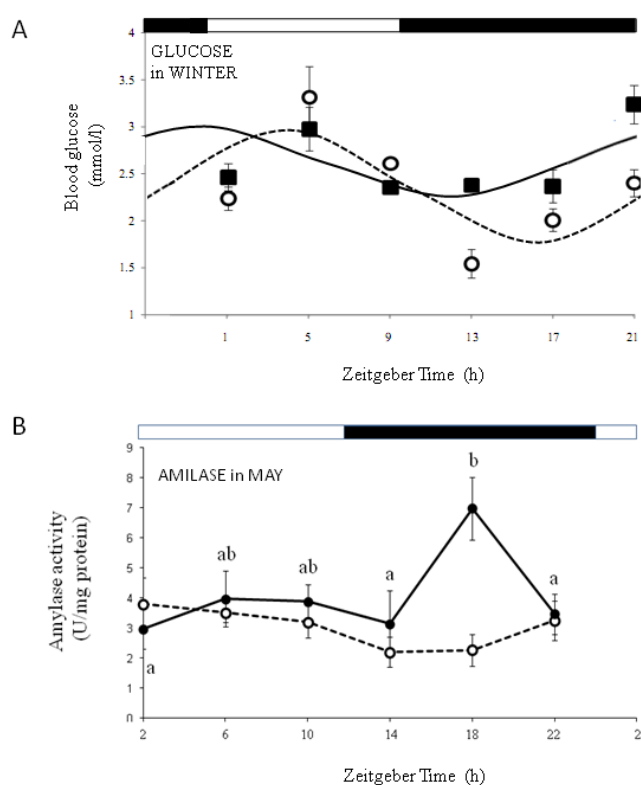 A
GLUCOSE
in WINTER
4
3.5
3
2.5
2
1.5
1
Blood glucose
(mmol/l)
1 5 9 13 17 21
Zeitgeber Time (h)
B
AMILASE in MAY
9
8
7
6
5
4
3
2
1
0
Amylase activity
(U/mg protein)
a ab ab a b a
2 6 10 14 18 22 2
Zeitgeber Time (h)